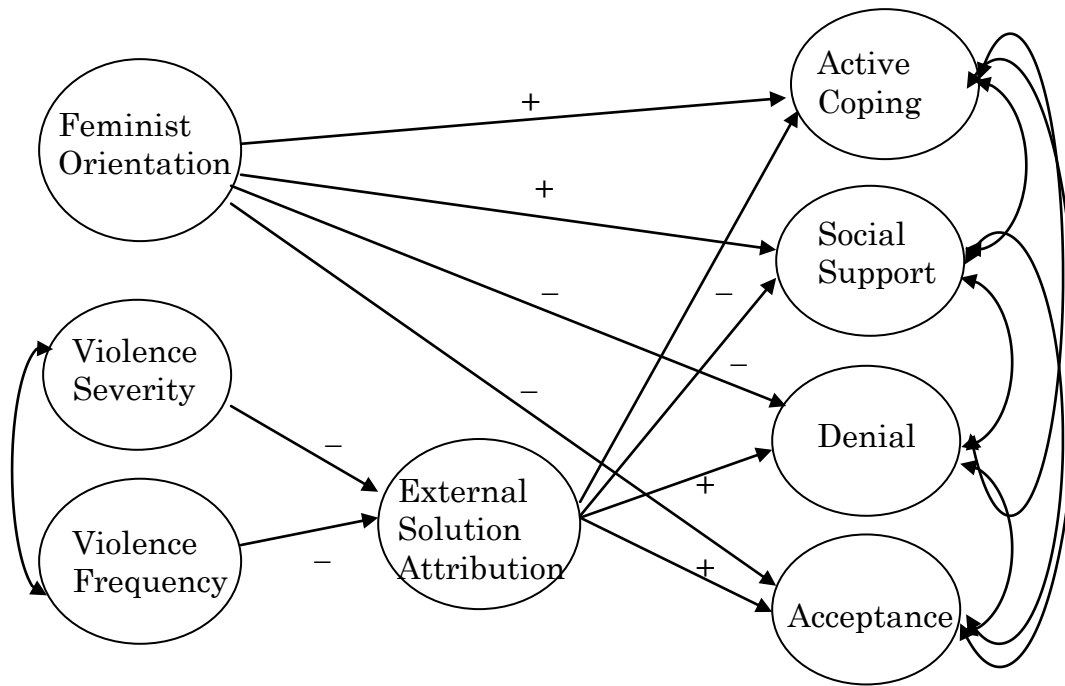 Active
Coping
+
Feminist
Orientation
+
Social
Support
–
–
Violence
Severity
–
–
Denial
–
External
Solution
Attribution
+
Violence
Frequency
–
+
Acceptance